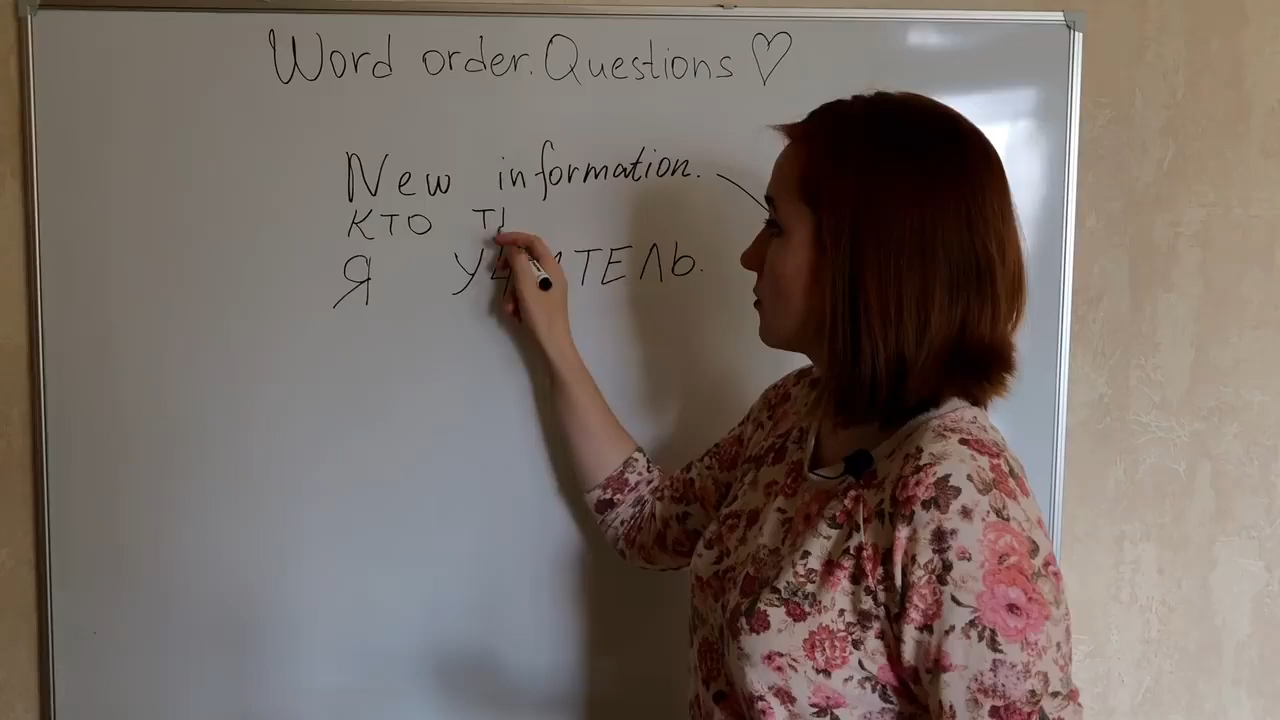 Word order. Questions ♡
New information.
КТО
Я